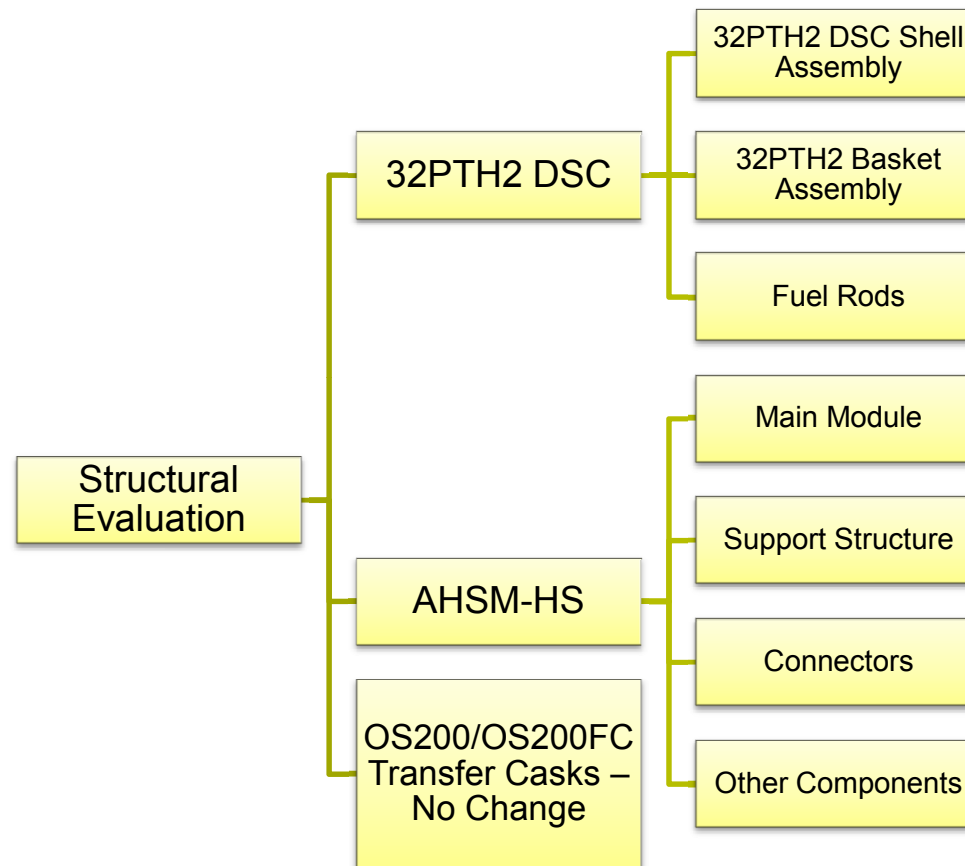 Structural
Evaluation
32PTH2 DSC
32PTH2 DSC Shell
Assembly
32PTH2 Basket
Assembly
Fuel Rods
AHSM-HS
Main Module
Support Structure
Connectors
Other Components
OS200/OS200FC
Transfer Casks –
No Change